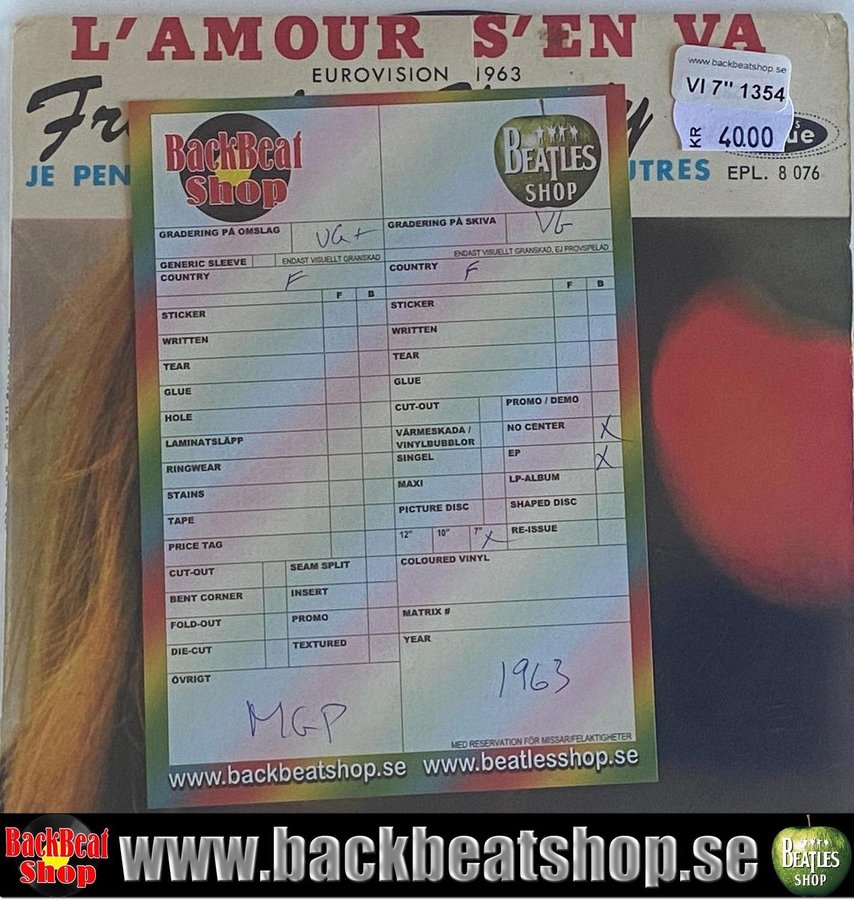 L'AMOUR S'EN VA
EUROVISION 1963
www.backbeatshop.se
VI 7" 1354
KR 40.00
Fr
JE PEN
UTRES EPL. 8 076
BackBeat
Shop
BEATLES
SHOP
GRADERING PÅ OMSLAG VG+
GRADERING PÅ SKIVA VG
GENERIC SLEEVE
ENDAST VISUELLT GRANSKAD
ENDAST VISUELLT GRANSKAD, EJ PROVSPELAD
COUNTRY F
COUNTRY F
F B
F B
STICKER
WRITTEN
TEAR
GLUE
HOLE
LAMINATSLÄPP
RINGWEAR
STAINS
TAPE
PRICE TAG
STICKER
WRITTEN
TEAR
GLUE
CUT-OUT
PROMO / DEMO
VÄRMESKADA /
VINYLBUBBLOR
NO CENTER X
SINGEL
EP X
MAXI
LP-ALBUM
PICTURE DISC
SHAPED DISC
12" 10" 7" X
RE-ISSUE
CUT-OUT
SEAM SPLIT
BENT CORNER
INSERT
FOLD-OUT
PROMO
DIE-CUT
TEXTURED
COLOURED VINYL
MATRIX #
ÖVRIGT
MGP
YEAR
1963
MED RESERVATION FÖR MISSAR/FELAKTIGHETER
www.backbeatshop.se www.beatlesshop.se
BackBeat
Shop
www.backbeatshop.se
BEATLES
SHOP